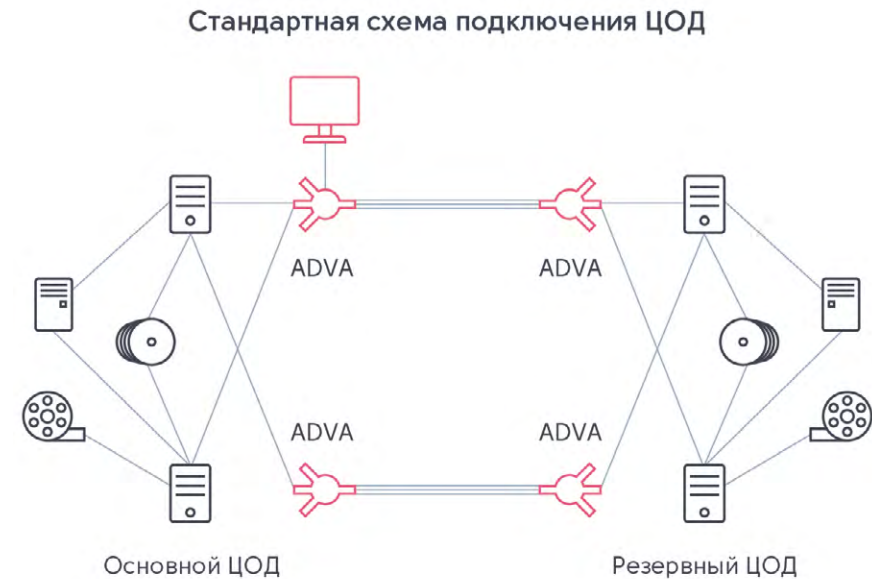 Стандартная схема подключения ЦОД
ADVA
ADVA
ADVA
ADVA
Основной ЦОД
Резервный ЦОД